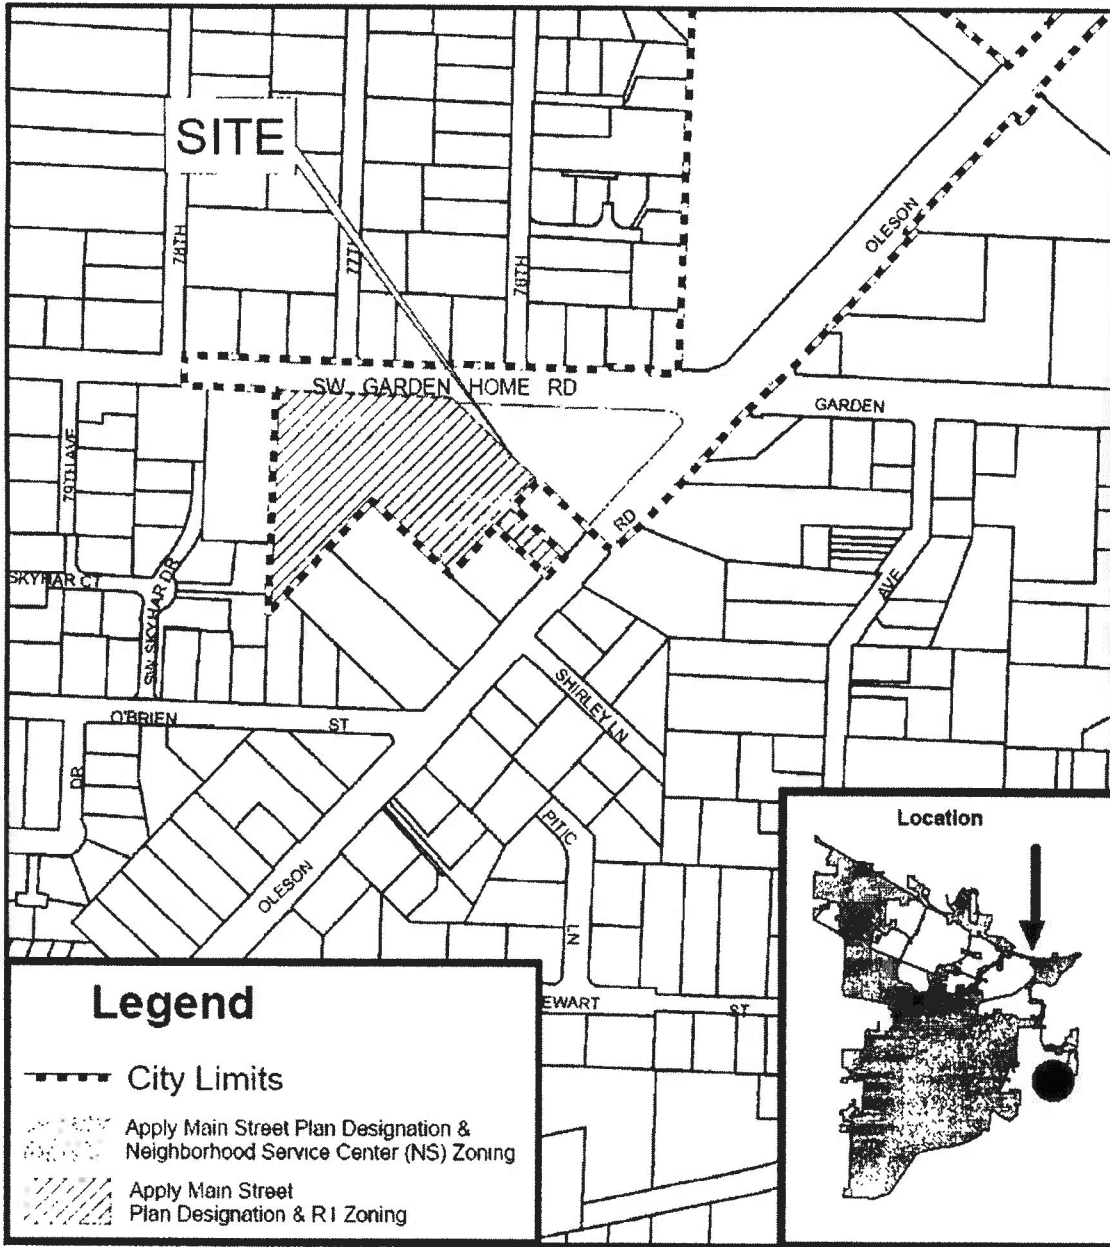 SITE
78TH
77TH
76TH
OLESON
SW GARDEN HOME RD
GARDEN
79TH AVE
RD
AVE
SKYHAR CT
SW SKYHAR DR
SHIRLEY LN
O'BRIEN ST
DR
PITIC
LN
OLESON
EWART ST
Location
Legend
City Limits
Apply Main Street Plan Designation &
Neighborhood Service Center (NS) Zoning
Apply Main Street
Plan Designation & R1 Zoning